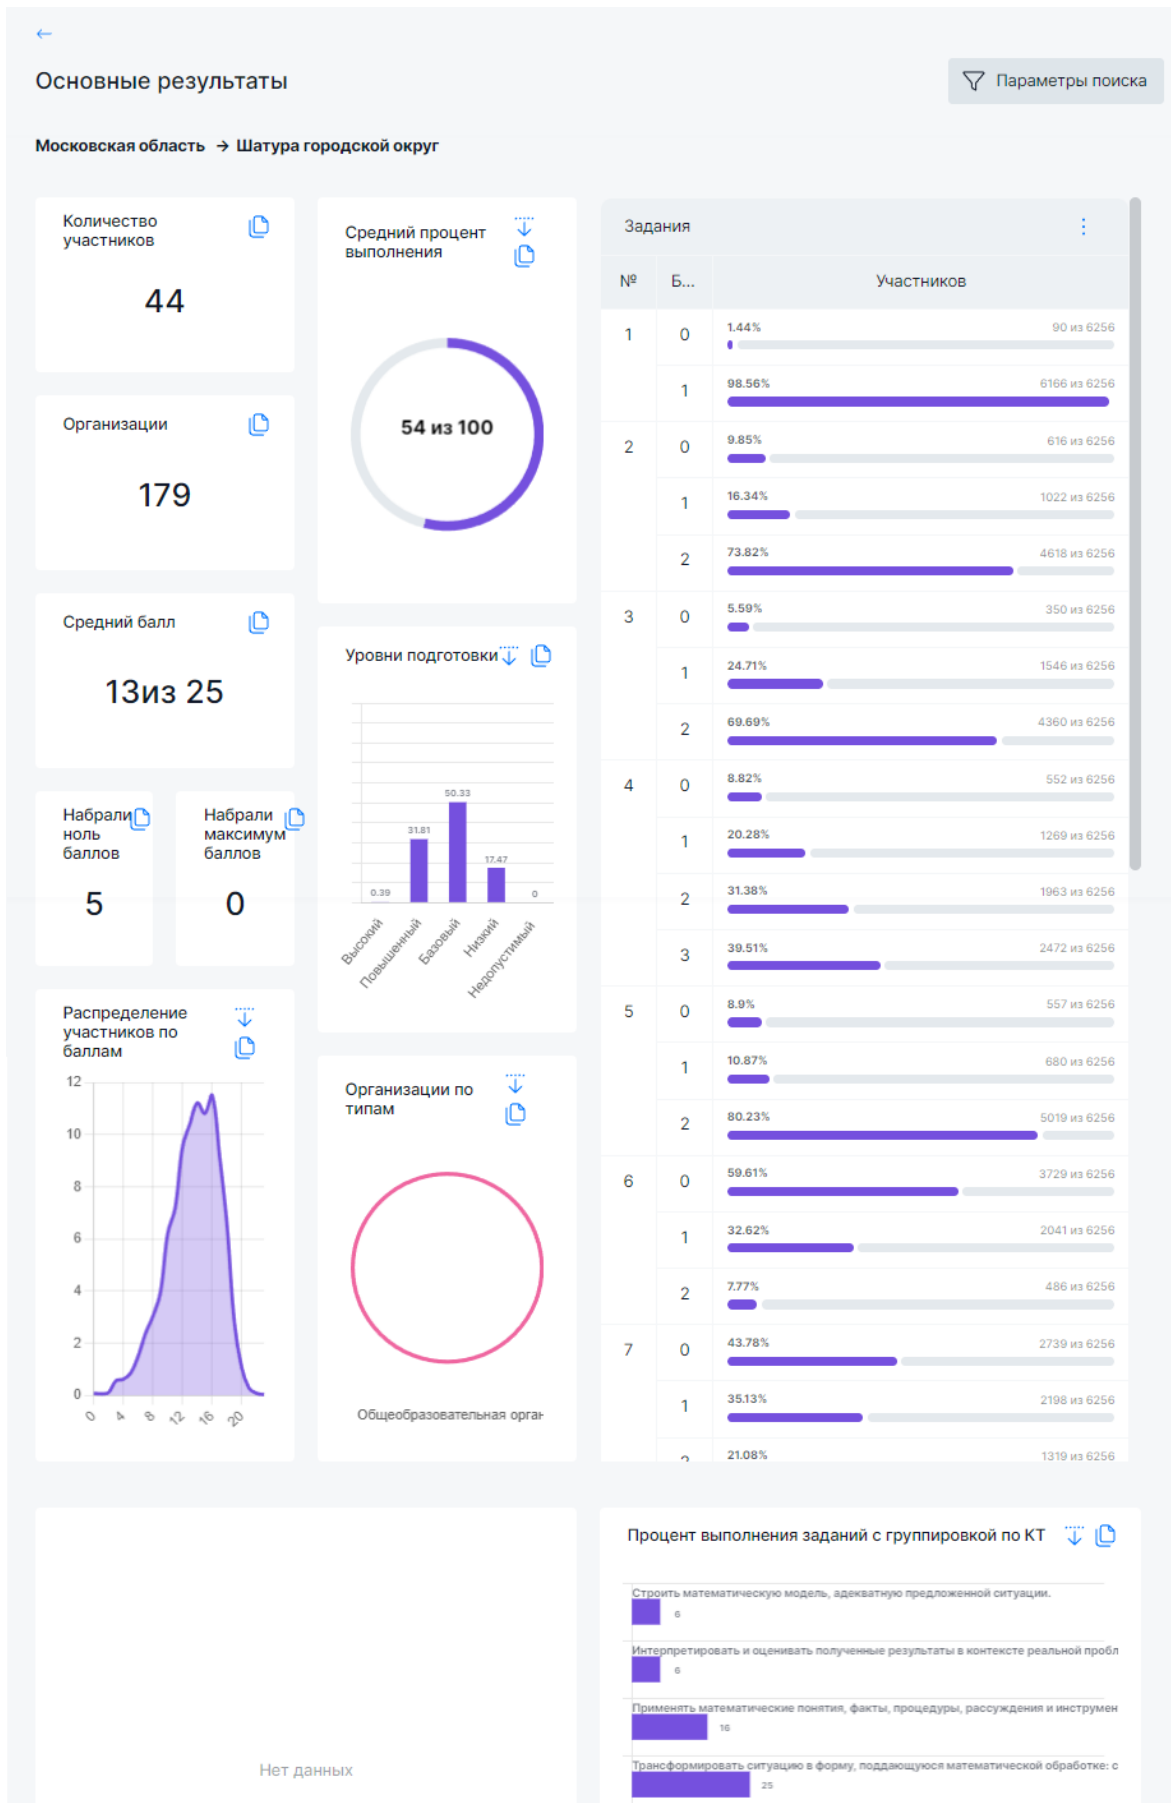 ←
Основные результаты
Параметры поиска
Московская область → Шатура городской округ
Количество
участников
44
Организации
179
Средний балл
13из 25
Набрали
ноль
баллов
5
Набрали
максимум
баллов
0
Распределение
участников по
баллам
12
10
8
6
4
2
0
0 4 8 12 16 20
Средний процент
выполнения
54 из 100
Уровни подготовки
0.39
31.81
50.33
17.47
0
Высокий
Повышенный
Базовый
Низкий
Недопустимый
Организации по
типам
Общеобразовательная орган
Задания
№ Б... Участников
1 0 1.44% 90 из 6256
1 98.56% 6166 из 6256
2 0 9.85% 616 из 6256
1 16.34% 1022 из 6256
2 73.82% 4618 из 6256
3 0 5.59% 350 из 6256
1 24.71% 1546 из 6256
2 69.69% 4360 из 6256
4 0 8.82% 552 из 6256
1 20.28% 1269 из 6256
2 31.38% 1963 из 6256
3 39.51% 2472 из 6256
5 0 8.9% 557 из 6256
1 10.87% 680 из 6256
2 80.23% 5019 из 6256
6 0 59.61% 3729 из 6256
1 32.62% 2041 из 6256
2 7.77% 486 из 6256
7 0 43.78% 2739 из 6256
1 35.13% 2198 из 6256
2 21.08% 1319 из 6256
Нет данных
Процент выполнения заданий с группировкой по КТ
Строить математическую модель, адекватную предложенной ситуации.
6
Интерпретировать и оценивать полученные результаты в контексте реальной пробл
6
Применять математические понятия, факты, процедуры, рассуждения и инструмен
16
Трансформировать ситуацию в форму, поддающуюся математической обработке: с
25